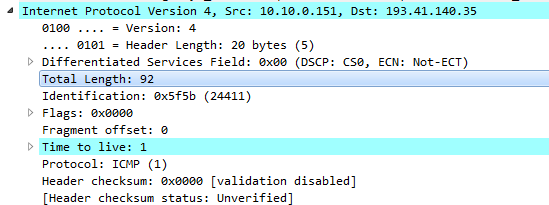 Internet Protocol Version 4, Src: 10.10.0.151, Dst: 193.41.140.35
0100 .... = Version: 4
.... 0101 = Header Length: 20 bytes (5)
Differentiated Services Field: 0x00 (DSCP: CS0, ECN: Not-ECT)
Total Length: 92
Identification: 0x5f5b (24411)
Flags: 0x0000
Fragment offset: 0
Time to live: 1
Protocol: ICMP (1)
Header checksum: 0x0000 [validation disabled]
[Header checksum status: Unverified]